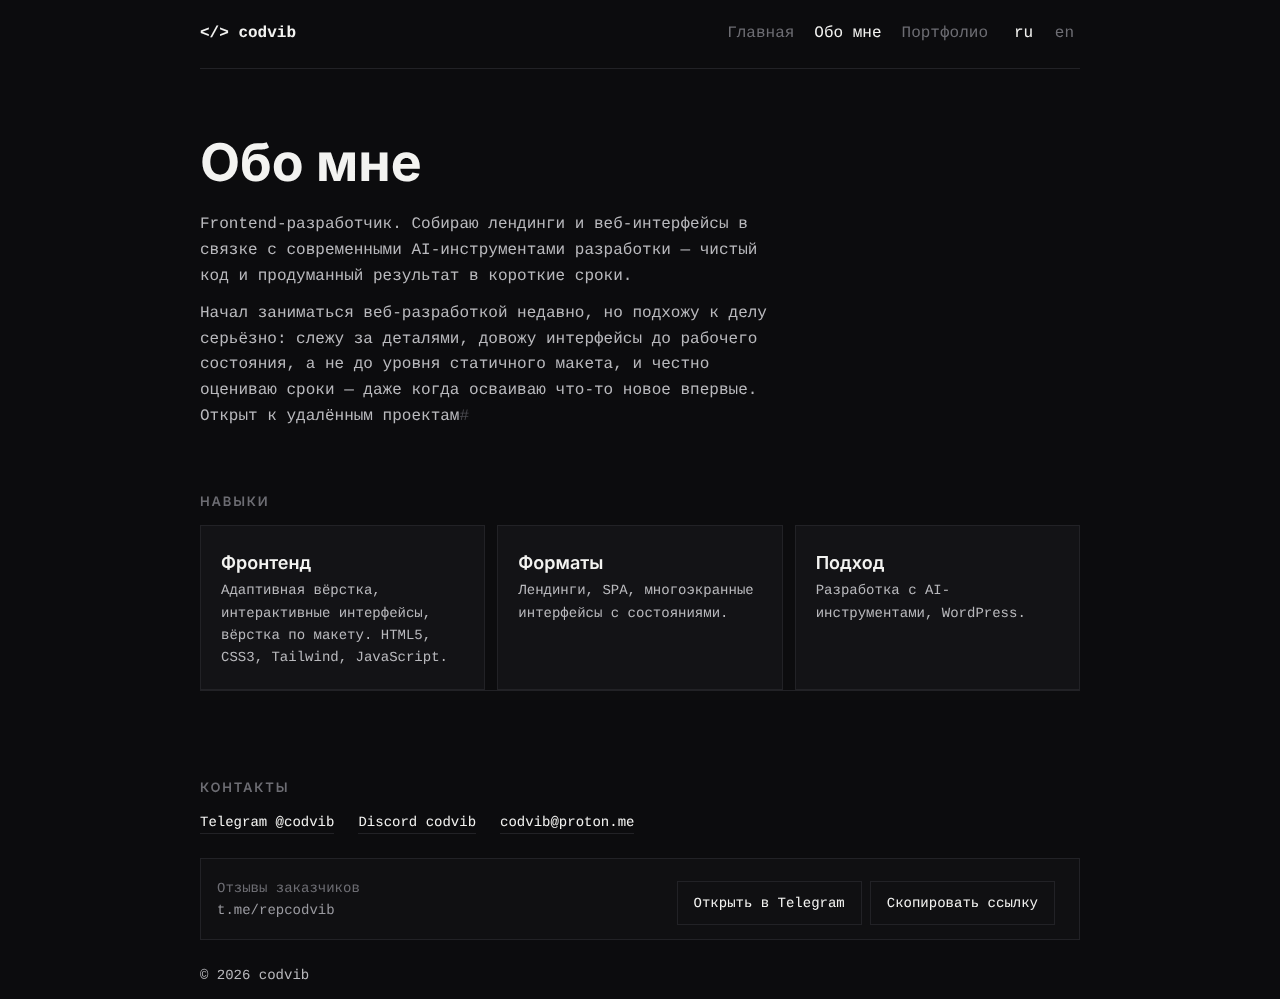 </> codvib
Главная Обо мне Портфолио ru en
Обо мне
Frontend-разработчик. Собираю лендинги и веб-интерфейсы в
связке с современными AI-инструментами разработки — чистый
код и продуманный результат в короткие сроки.
Начал заниматься веб-разработкой недавно, но подхожу к делу
серьёзно: слежу за деталями, довожу интерфейсы до рабочего
состояния, а не до уровня статичного макета, и честно
оцениваю сроки — даже когда осваиваю что-то новое впервые.
Открыт к удалённым проектам#
НАВЫКИ
Фронтенд
Адаптивная вёрстка,
интерактивные интерфейсы,
вёрстка по макету. HTML5,
CSS3, Tailwind, JavaScript.
Форматы
Лендинги, SPA, многоэкранные
интерфейсы с состояниями.
Подход
Разработка с AI-
инструментами, WordPress.
КОНТАКТЫ
Telegram @codvib Discord codvib codvib@proton.me
Отзывы заказчиков
t.me/repcodvib
Открыть в Telegram Скопировать ссылку
© 2026 codvib